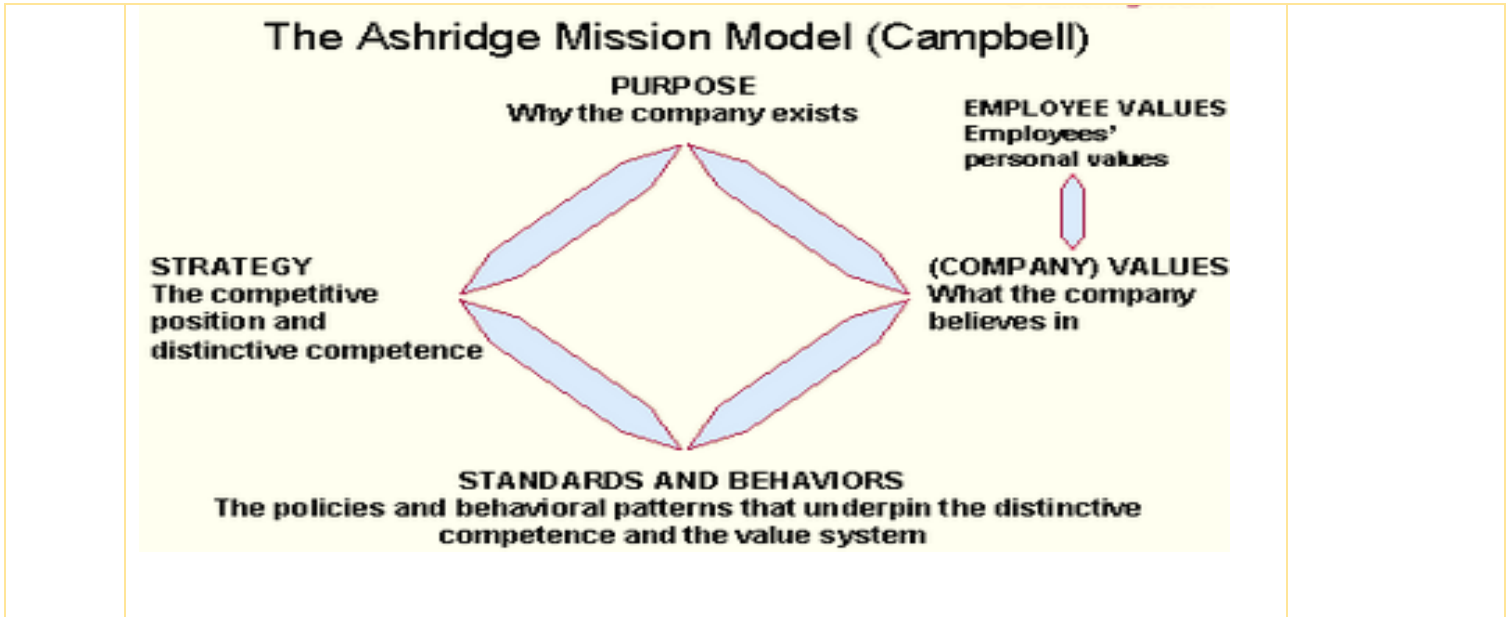 The Ashridge Mission Model (Campbell)
PURPOSE
Why the company exists
EMPLOYEE VALUES
Employees'
personal values
STRATEGY
The competitive
position and
distinctive competence
(COMPANY) VALUES
What the company
believes in
STANDARDS AND BEHAVIORS
The policies and behavioral patterns that underpin the distinctive
competence and the value system